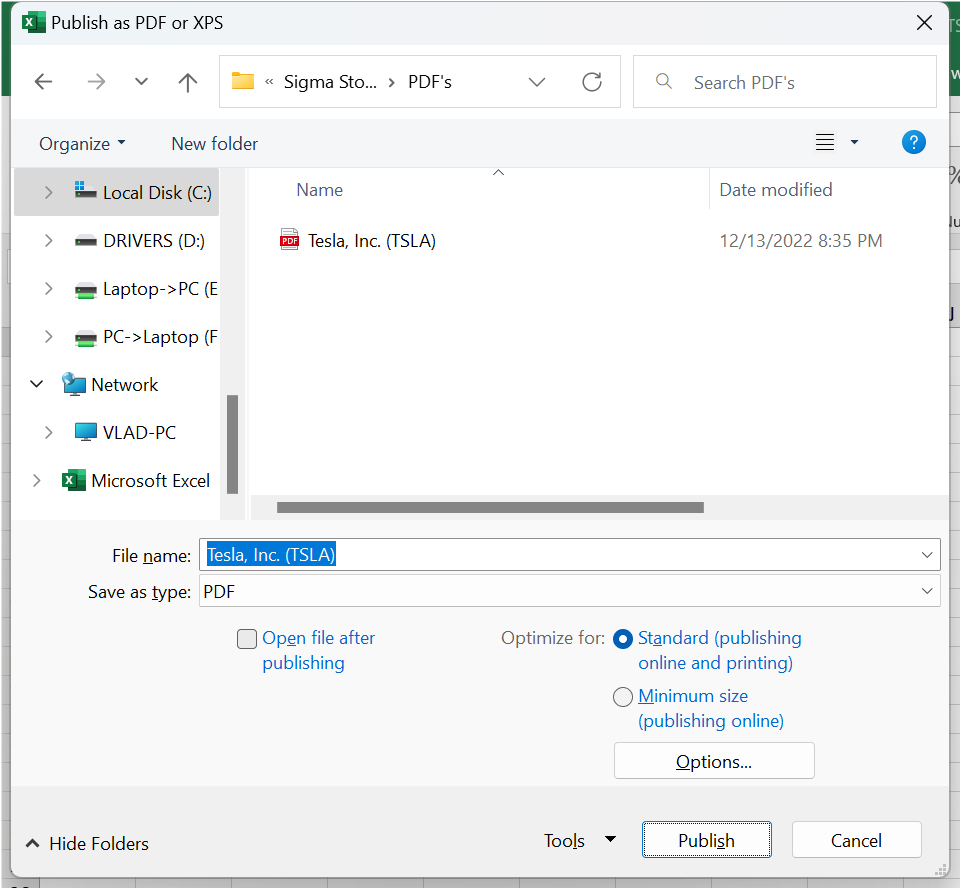 Publish as PDF or XPS
« Sigma Sto... > PDF's
Search PDF's
Organize
New folder
?
Name
Date modified
Local Disk (C:)
DRIVERS (D:)
Laptop->PC (E
PC->Laptop (F
Network
VLAD-PC
Microsoft Excel
PDF Tesla, Inc. (TSLA)
12/13/2022 8:35 PM
File name: Tesla, Inc. (TSLA)
Save as type: PDF
Open file after
publishing
Optimize for:
Standard (publishing
online and printing)
Minimum size
(publishing online)
Options...
Hide Folders
Tools
Publish
Cancel